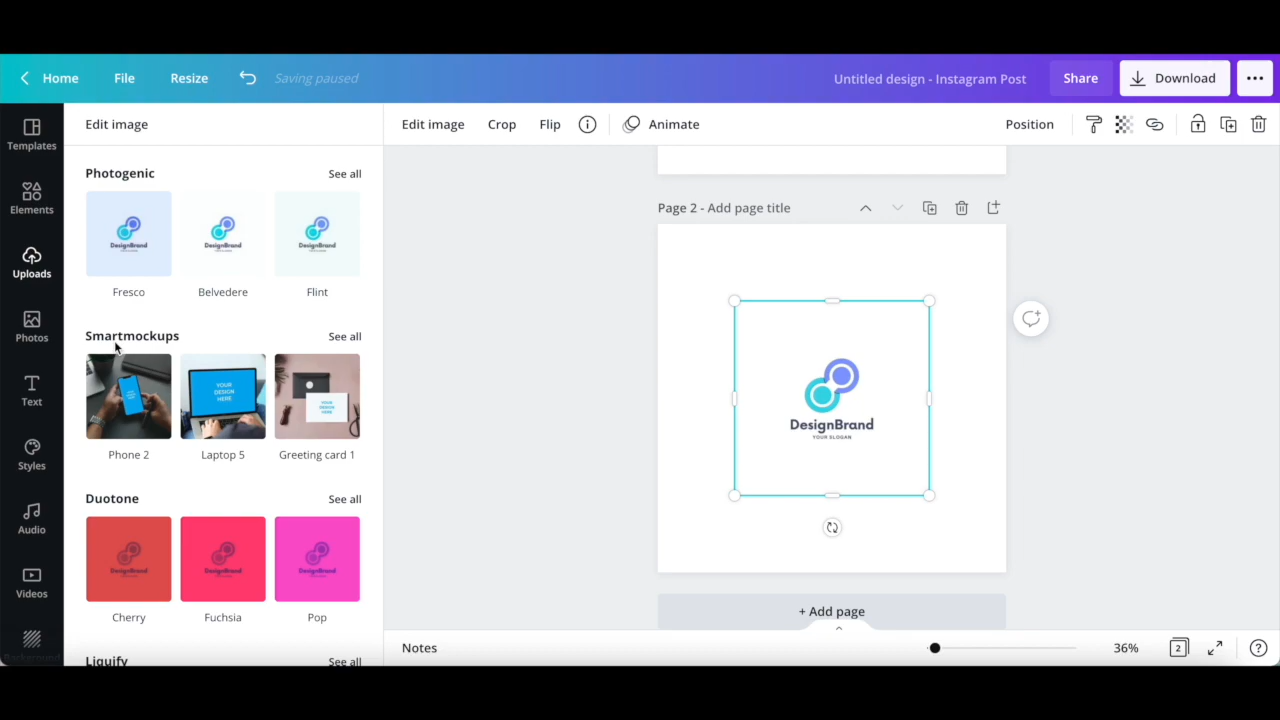 Home File Resize Saving paused Untitled design - Instagram Post Share Download
Templates
Elements
Uploads
Photos
Text
Styles
Audio
Videos
Background
Edit image
Photogenic See all
DesignBrand DesignBrand DesignBrand
Fresco Belvedere Flint
Smartmockups See all
YOUR DESIGN HERE
YOUR DESIGN HERE
Phone 2 Laptop 5 Greeting card 1
Duotone See all
DesignBrand DesignBrand DesignBrand
Cherry Fuchsia Pop
Liquify See all
Edit image Crop Flip Animate Position
Page 2 - Add page title
DesignBrand
YOUR SLOGAN
+ Add page
Notes 36% 2 ?